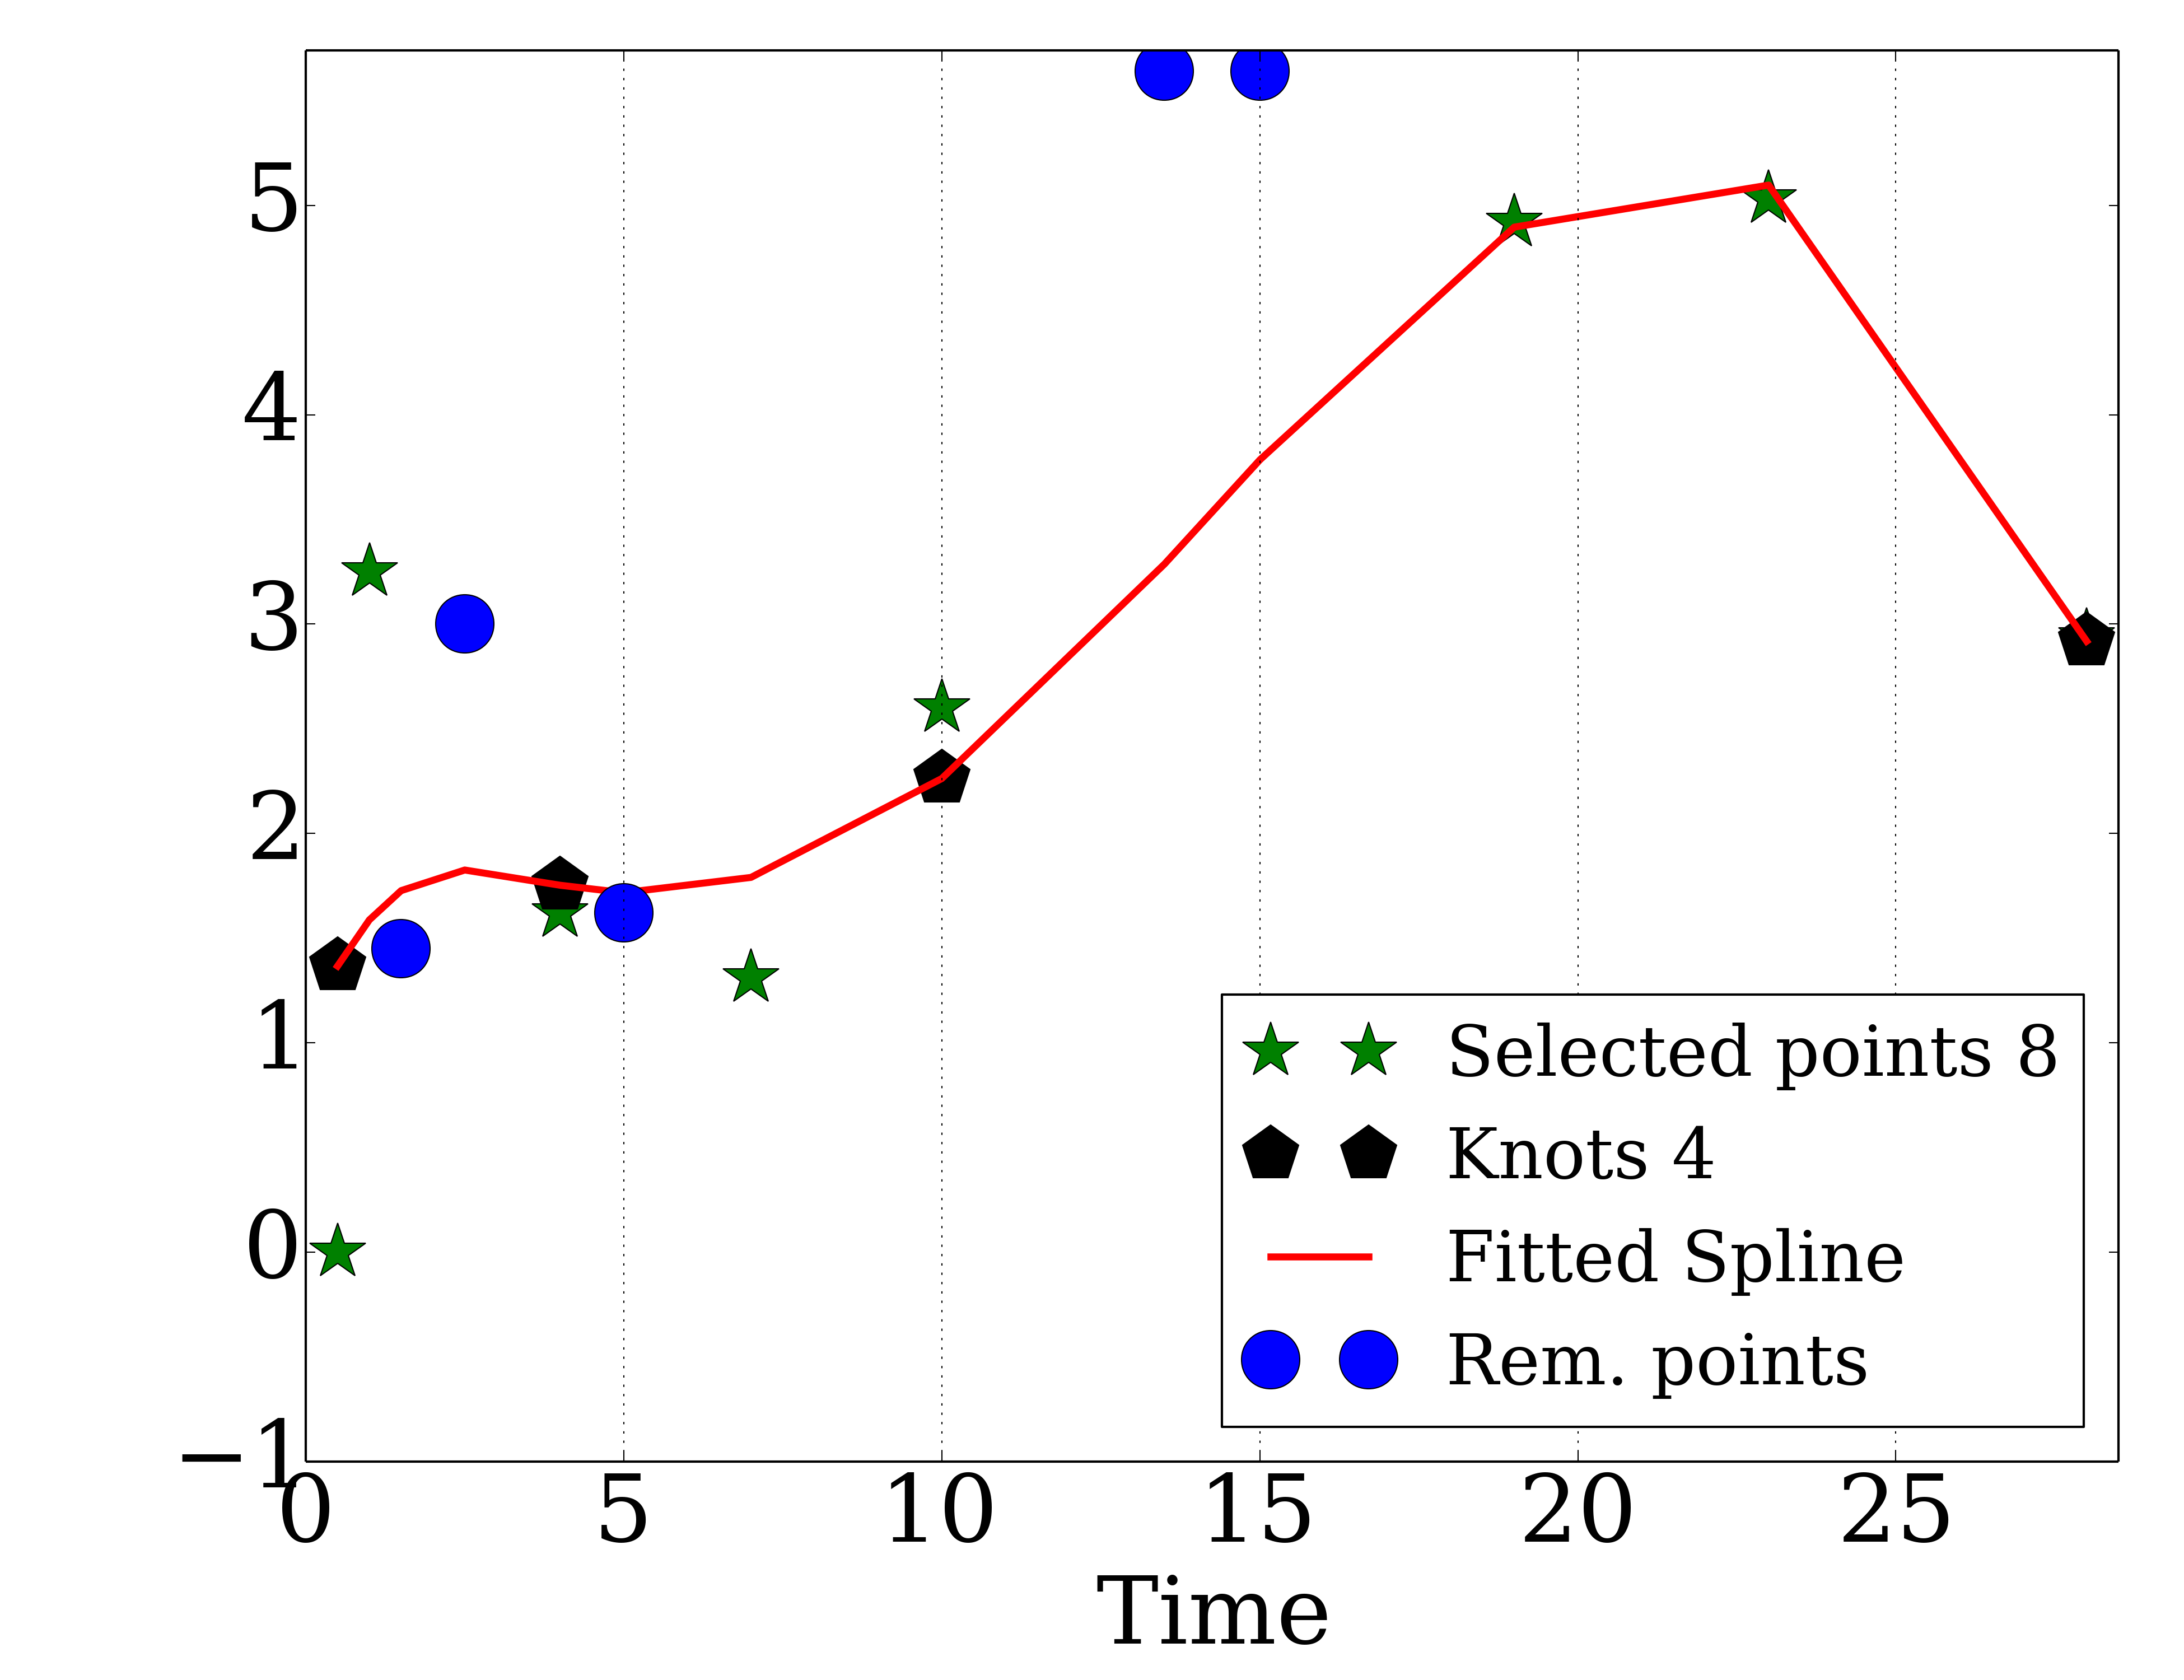 5
4
3
2
1
0
−1
0 5 10 15 20 25
Time
Selected points 8
Knots 4
Fitted Spline
Rem. points